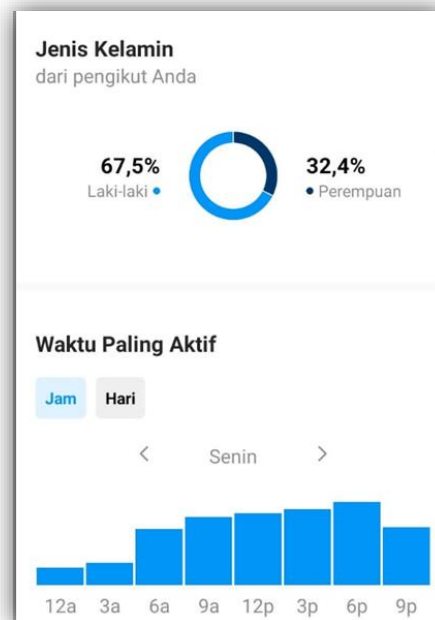 Jenis Kelamin
dari pengikut Anda
67,5% 32,4%
Laki-laki • • Perempuan
Waktu Paling Aktif
Jam Hari
< Senin >
12a 3a 6a 9a 12p 3p 6p 9p